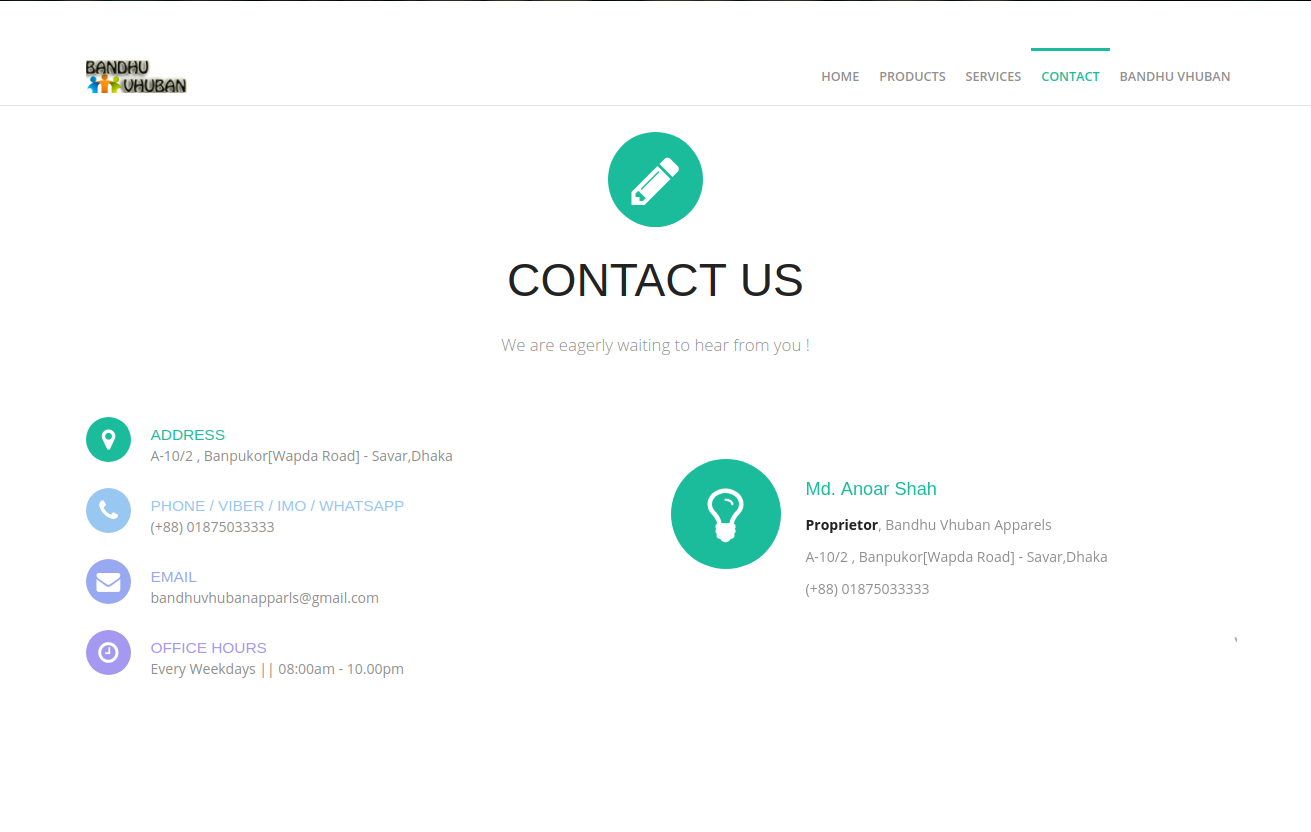 BANDHU
VHUBAN
HOME PRODUCTS SERVICES CONTACT BANDHU VHUBAN
CONTACT US
We are eagerly waiting to hear from you !
ADDRESS
A-10/2 , Banpukor[Wapda Road] - Savar,Dhaka
PHONE / VIBER / IMO / WHATSAPP
(+88) 01875033333
EMAIL
bandhuvhubanapparls@gmail.com
OFFICE HOURS
Every Weekdays || 08:00am - 10.00pm
Md. Anoar Shah
Proprietor, Bandhu Vhuban Apparels
A-10/2 , Banpukor[Wapda Road] - Savar,Dhaka
(+88) 01875033333